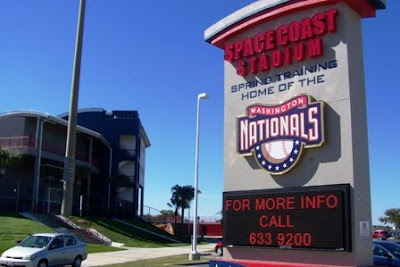 SPACE COAST
STADIUM
SPRING TRAINING
HOME OF THE
WASHINGTON
NATIONALS
FOR MORE INFO
CALL
633 9200